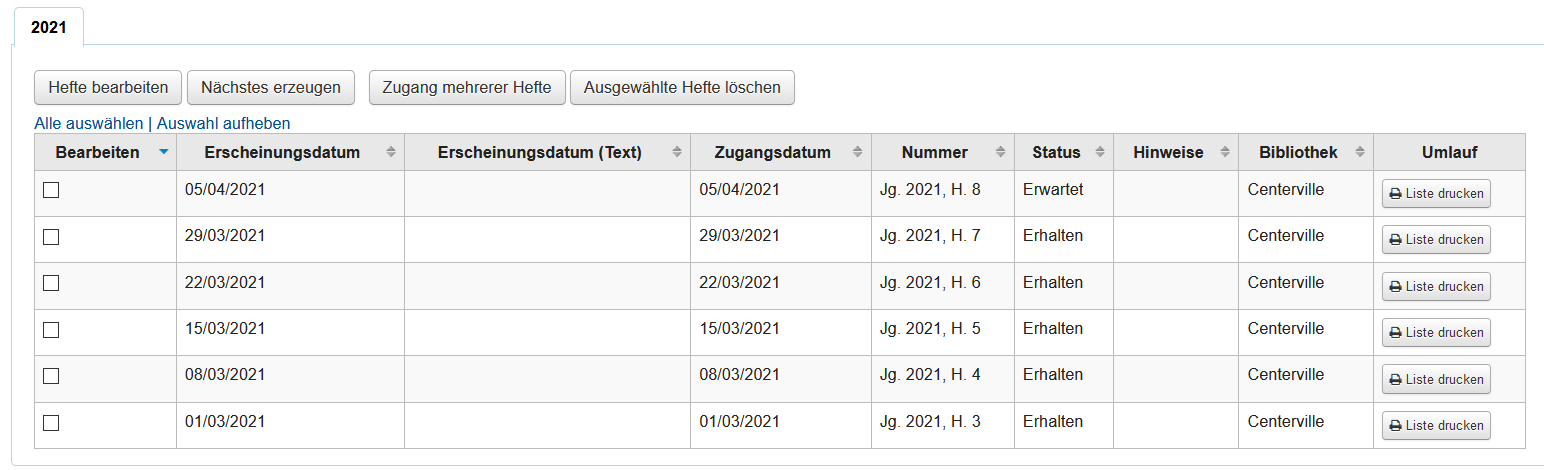 2021
Hefte bearbeiten Nächstes erzeugen Zugang mehrerer Hefte Ausgewählte Hefte löschen
Alle auswählen | Auswahl aufheben
Bearbeiten Erscheinungsdatum Erscheinungsdatum (Text) Zugangsdatum Nummer Status Hinweise Bibliothek Umlauf
05/04/2021 05/04/2021 Jg. 2021, H. 8 Erwartet Centerville Liste drucken
29/03/2021 29/03/2021 Jg. 2021, H. 7 Erhalten Centerville Liste drucken
22/03/2021 22/03/2021 Jg. 2021, H. 6 Erhalten Centerville Liste drucken
15/03/2021 15/03/2021 Jg. 2021, H. 5 Erhalten Centerville Liste drucken
08/03/2021 08/03/2021 Jg. 2021, H. 4 Erhalten Centerville Liste drucken
01/03/2021 01/03/2021 Jg. 2021, H. 3 Erhalten Centerville Liste drucken